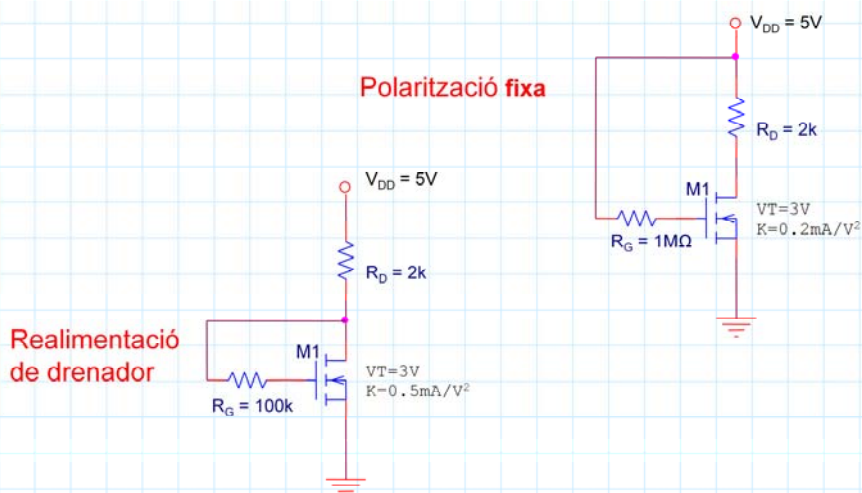 V_DD = 5V
Polarització fixa
R_D = 2k
M1
VT=3V
K=0.2mA/V²
R_G = 1MΩ
V_DD = 5V
R_D = 2k
Realimentació
de drenador
M1
VT=3V
K=0.5mA/V²
R_G = 100k